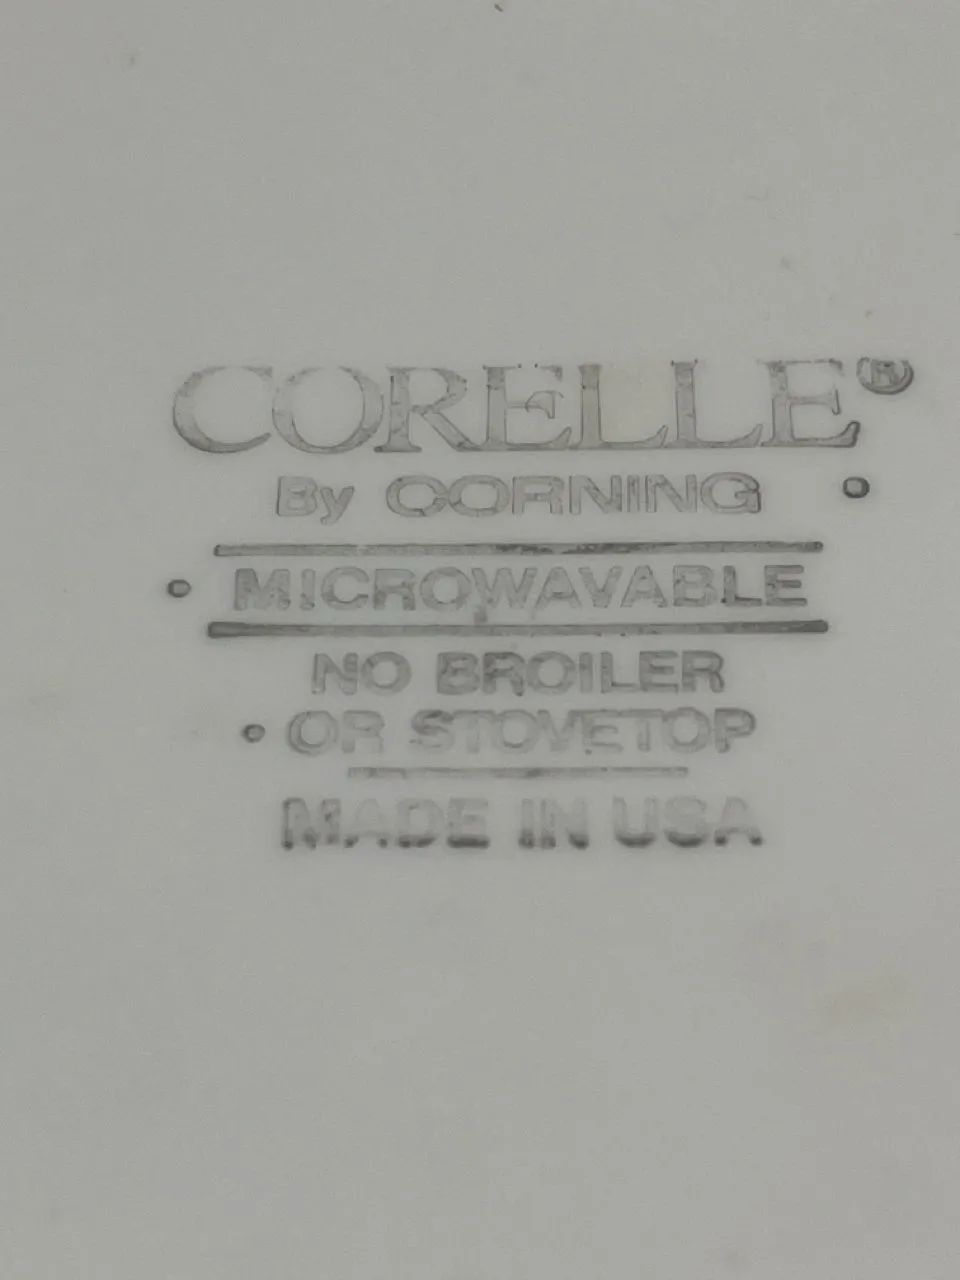 CORELLE®
By CORNING
MICROWAVABLE
NO BROILER
OR STOVETOP
MADE IN USA